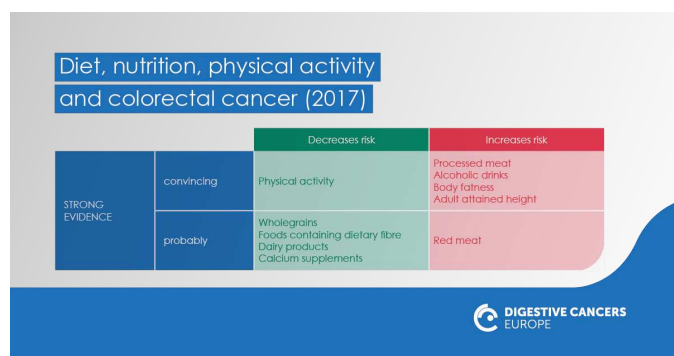 Diet, nutrition, physical activity
and colorectal cancer (2017)
Decreases risk
Increases risk
STRONG
EVIDENCE
convincing
Physical activity
Processed meat
Alcoholic drinks
Body fatness
Adult attained height
probably
Wholegrains
Foods containing dietary fibre
Dairy products
Calcium supplements
Red meat
DIGESTIVE CANCERS
EUROPE